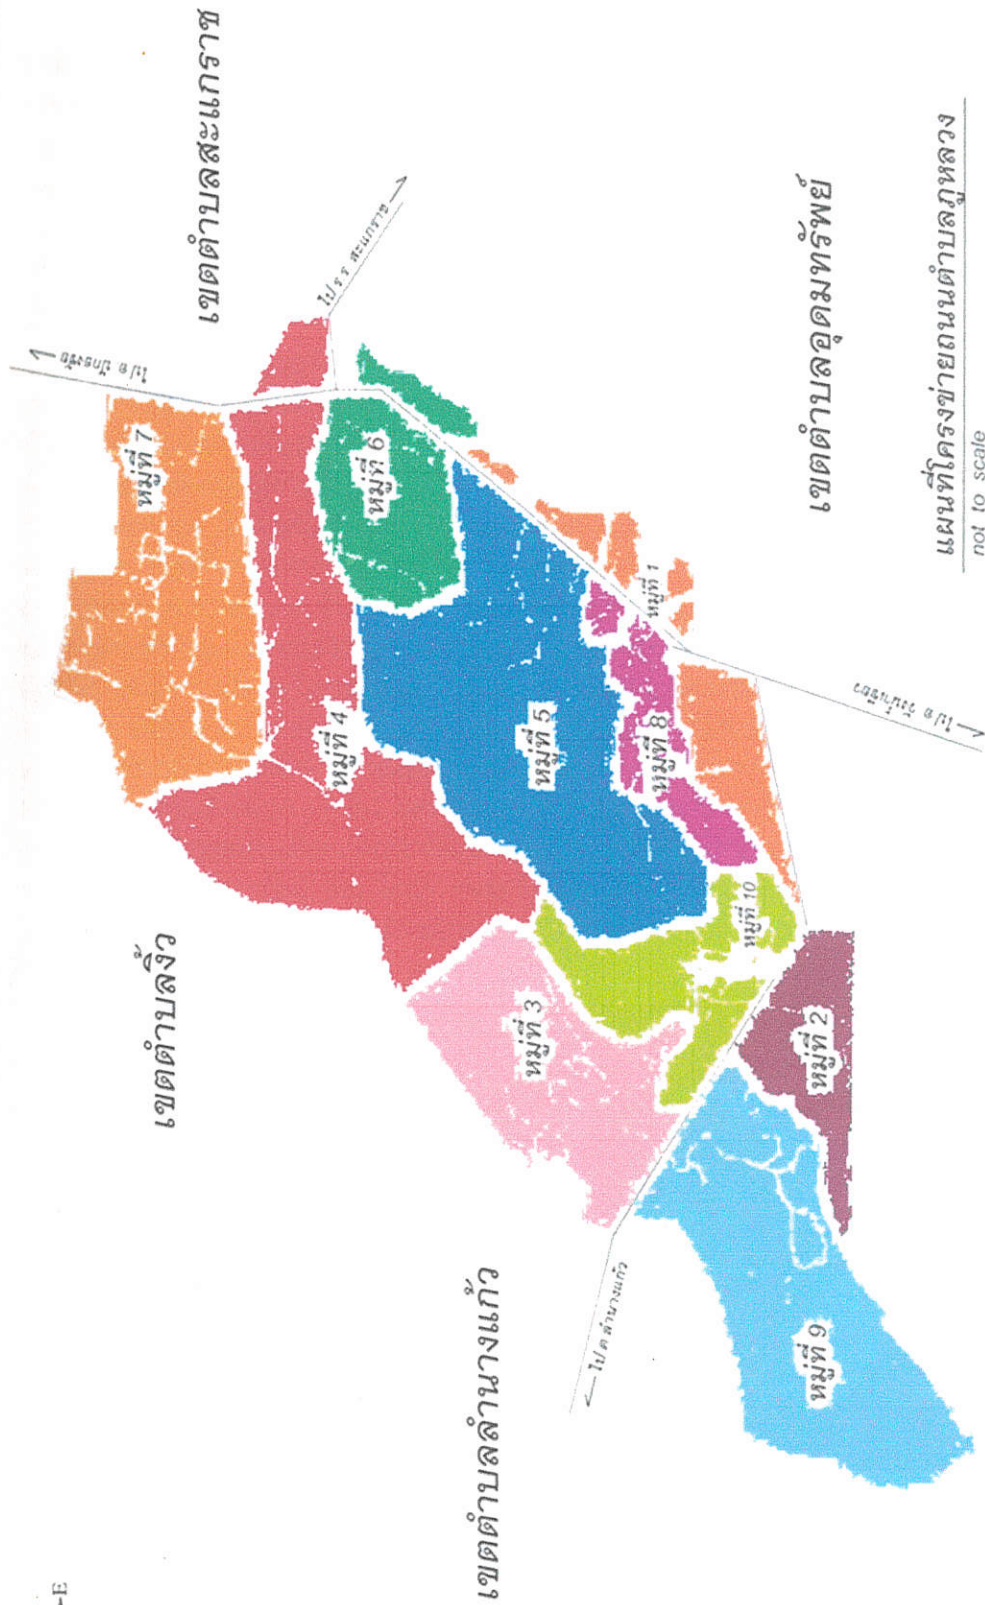 E
เขตตำบลสะแกราช
เขตตำบลงิ้ว
เขตตำบลลำนางแก้ว
เขตตำบลอุดมทรัพย์
ไป อ. ปักธงชัย
ไป ร.ร สะแกราช
ไป ต ลำนางแก้ว
ไป อ. วังน้ำเขียว
หมู่ที่ 7
หมู่ที่ 6
หมู่ที่ 4
หมู่ที่ 5
หมู่ที่ 1
หมู่ที่ 8
หมู่ที่ 3
หมู่ที่ 10
หมู่ที่ 2
หมู่ที่ 9
แผนที่โครงข่ายถนนตำบลภูหลวง
not to scale